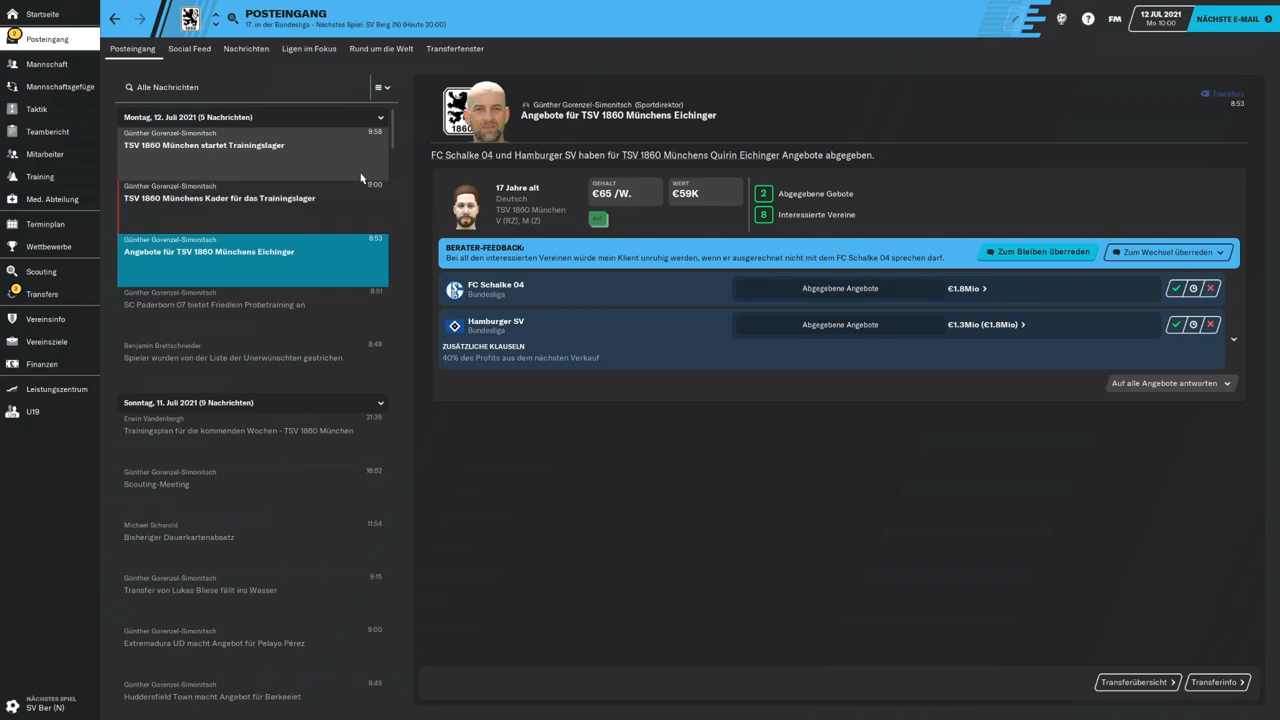 Startseite
2
Posteingang
Mannschaft
Mannschaftsgefüge
Taktik
Teambericht
Mitarbeiter
Training
Med. Abteilung
Terminplan
Wettbewerbe
Scouting
3
Transfers
Vereinsinfo
Vereinsziele
Finanzen
Leistungszentrum
U19
NÄCHSTES SPIEL
SV Ber (N)
POSTEINGANG
17. in der Bundesliga - Nächstes Spiel: SV Berg (N) (Heute 20:00)
FM
12 JUL 2021
Mo 10:00
NÄCHSTE E-MAIL
Posteingang
Social Feed
Nachrichten
Ligen im Fokus
Rund um die Welt
Transferfenster
Alle Nachrichten
Montag, 12. Juli 2021 (5 Nachrichten)
Günther Gorenzel-Simonitsch 9:58
TSV 1860 München startet Trainingslager
Günther Gorenzel-Simonitsch 9:00
TSV 1860 Münchens Kader für das Trainingslager
Günther Gorenzel-Simonitsch 8:53
Angebote für TSV 1860 Münchens Eichinger
Günther Gorenzel-Simonitsch 8:51
SC Paderborn 07 bietet Friedlein Probetraining an
Benjamin Brettschneider 8:49
Spieler wurden von der Liste der Unerwünschten gestrichen
Sonntag, 11. Juli 2021 (9 Nachrichten)
Erwin Vandenbergh 21:39
Trainingsplan für die kommenden Wochen - TSV 1860 München
Günther Gorenzel-Simonitsch 16:52
Scouting-Meeting
Michael Scharold 11:54
Bisheriger Dauerkartenabsatz
Günther Gorenzel-Simonitsch 9:15
Transfer von Lukas Bliese fällt ins Wasser
Günther Gorenzel-Simonitsch 9:00
Extremadura UD macht Angebot für Pelayo Pérez
Günther Gorenzel-Simonitsch 8:49
Huddersfield Town macht Angebot für Børkeeiet
1860
Günther Gorenzel-Simonitsch (Sportdirektor)
Angebote für TSV 1860 Münchens Eichinger
Transfers
8:53
FC Schalke 04 und Hamburger SV haben für TSV 1860 Münchens Quirin Eichinger Angebote abgegeben.
17 Jahre alt
Deutsch
TSV 1860 München
V (RZ), M (Z)
GEHALT
€65 /W.
WERT
€59K
Anf
2 Abgegebene Gebote
8 Interessierte Vereine
BERATER-FEEDBACK:
Bei all den interessierten Vereinen würde mein Klient unruhig werden, wenn er ausgerechnet nicht mit dem FC Schalke 04 sprechen darf.
Zum Bleiben überreden
Zum Wechsel überreden
FC Schalke 04
Bundesliga
Abgegebene Angebote €1.8Mio
Hamburger SV
Bundesliga
Abgegebene Angebote €1.3Mio (€1.8Mio)
ZUSÄTZLICHE KLAUSELN
40% des Profits aus dem nächsten Verkauf
Auf alle Angebote antworten
Transferübersicht
Transferinfo